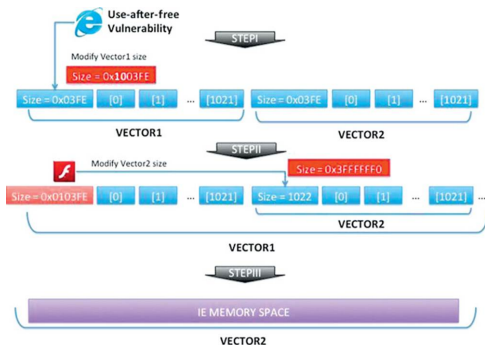 Use-after-free
Vulnerability
STEPI
Modify Vector1 size
Size = 0x1003FE
Size = 0x03FE [0] [1] ... [1021] Size = 0x03FE [0] [1] ... [1021]
VECTOR1 VECTOR2
STEPII
Modify Vector2 size Size = 0x3FFFFFF0
Size = 0x0103FE [0] [1] ... [1021] Size = 1022 [0] [1] ... [1021] ...
VECTOR2
VECTOR1
STEPIII
IE MEMORY SPACE
VECTOR2